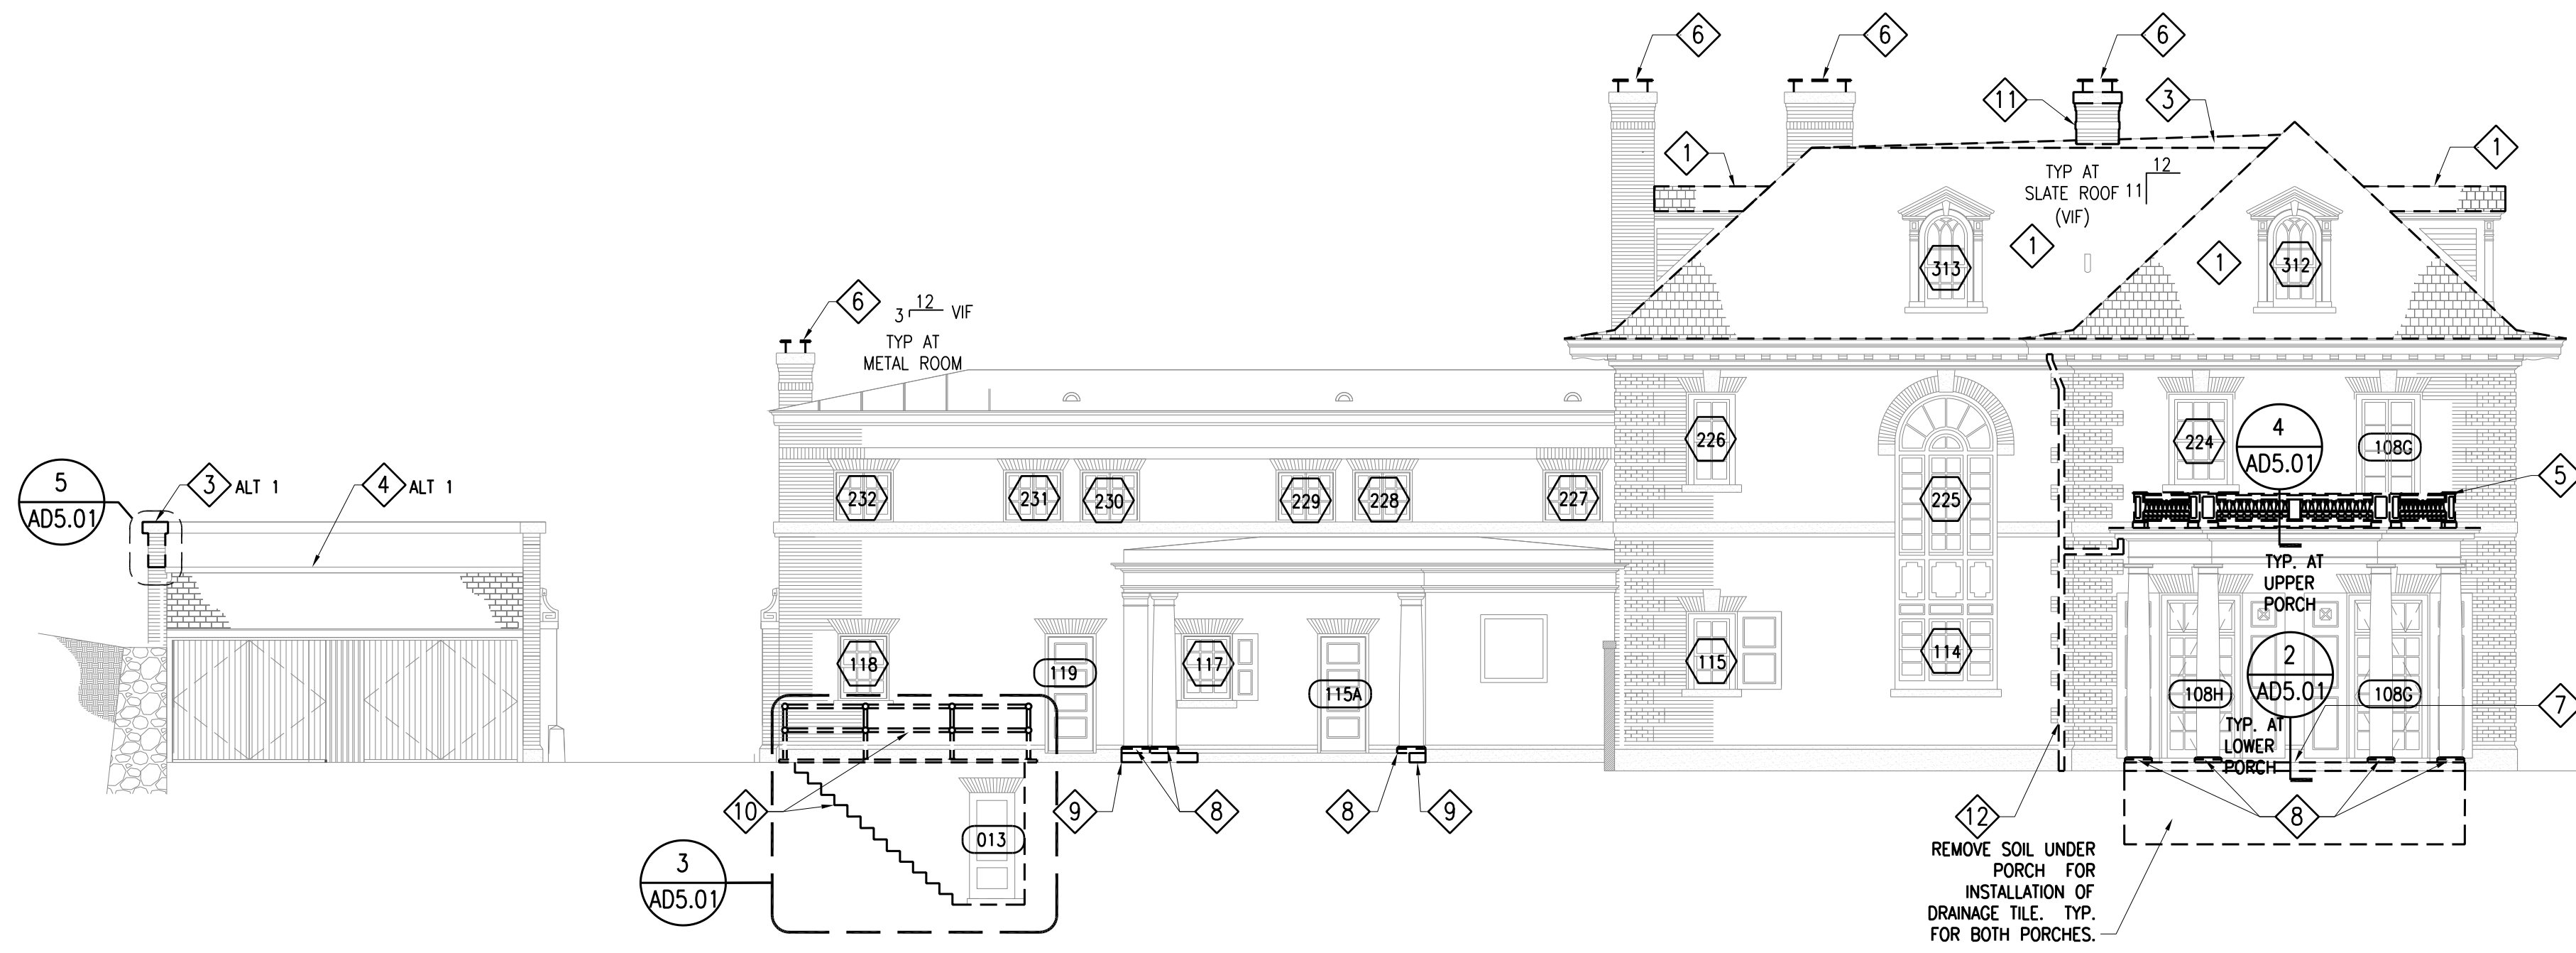 6
6
6
11
3
1
1
TYP AT
12
SLATE ROOF 11
(VIF)
1
1
313
312
6
12
3 VIF
TYP AT
METAL ROOM
226
224
4
AD5.01
108G
5
5
AD5.01
3 ALT 1
4 ALT 1
232
231
230
229
228
227
225
TYP. AT
UPPER
PORCH
118
119
117
115A
115
114
108H
2
AD5.01
108G
7
TYP. AT
LOWER
PORCH
10
9
8
8
9
12
8
013
3
AD5.01
REMOVE SOIL UNDER
PORCH FOR
INSTALLATION OF
DRAINAGE TILE. TYP.
FOR BOTH PORCHES.